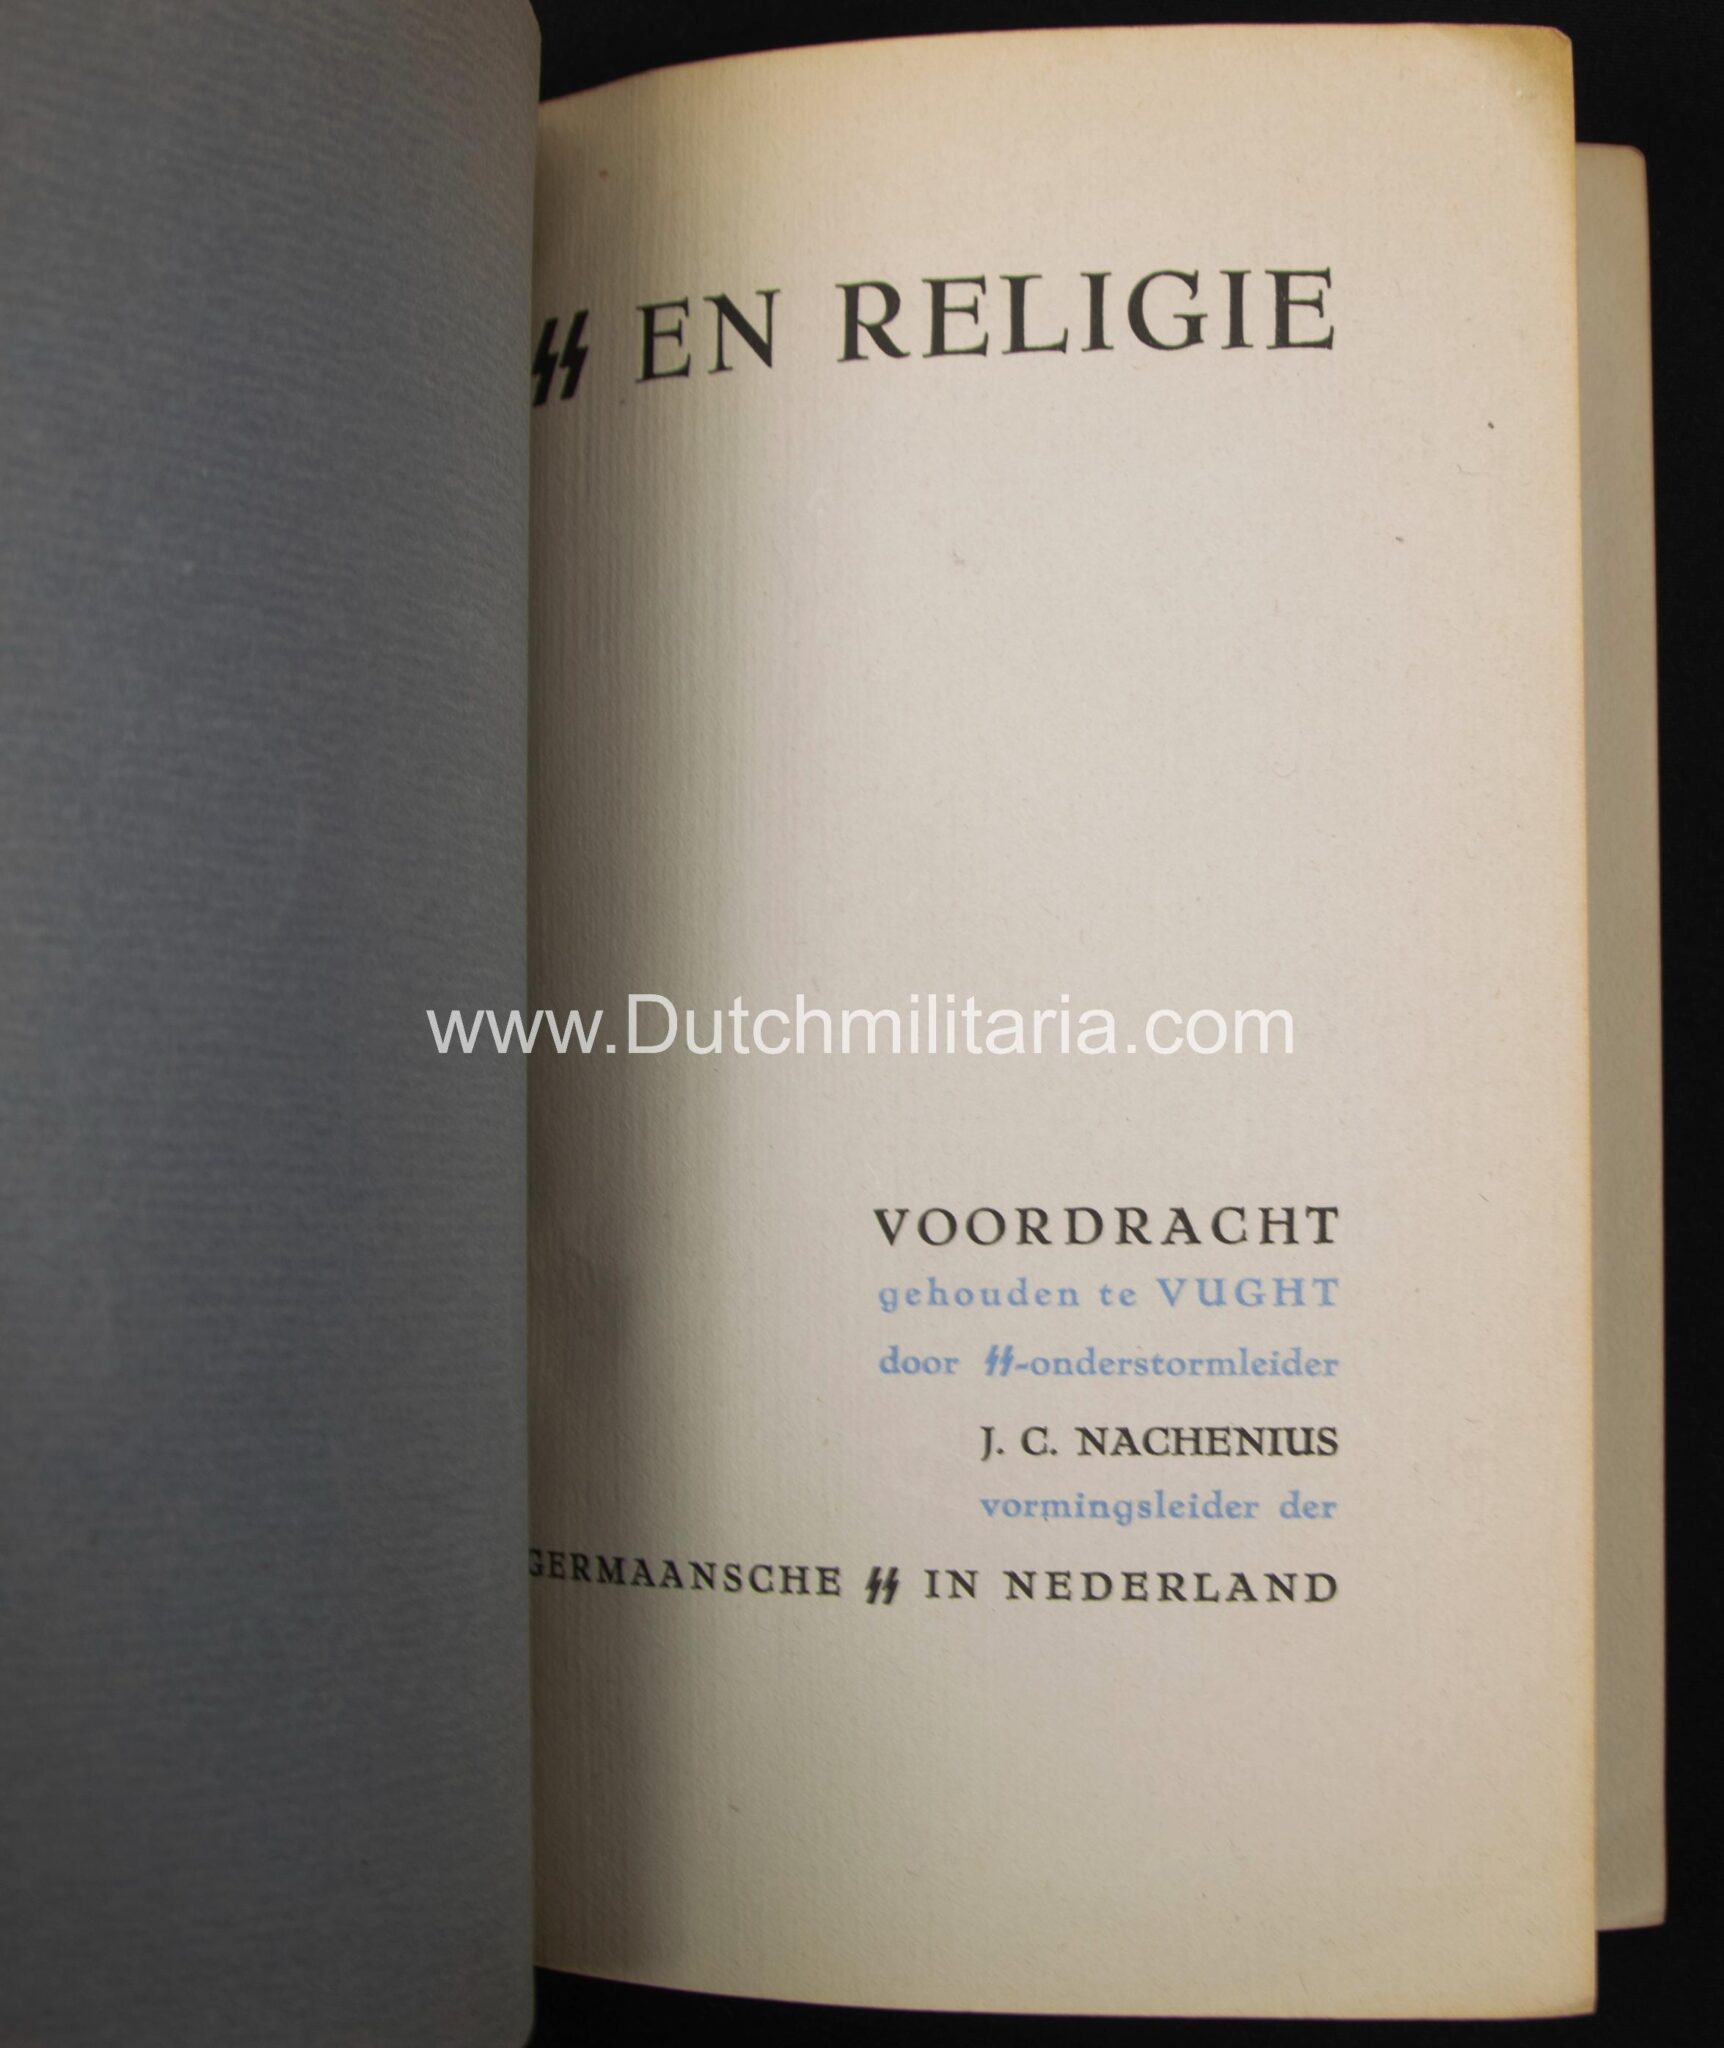 SS EN RELIGIE
www.Dutchmilitaria.com
VOORDRACHT
gehouden te VUGHT
door SS-onderstormleider
J. C. NACHENIUS
vormingsleider der
GERMAANSCHE SS IN NEDERLAND